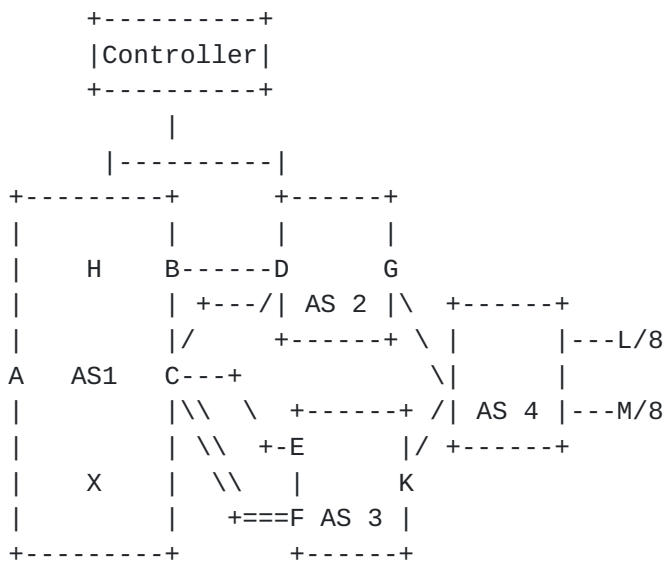 +----------+
     |Controller|
     +----------+
          |
      |----------|
+---------+      +------+
|         |      |      |
|    H    B------D      G
|         | +---/| AS 2 |\  +------+
|         |/     +------+ \ |      |---L/8
A   AS1   C---+            \|      |
|         |\\  \  +------+ /| AS 4 |---M/8
|         | \\  +-E      |/ +------+
|    X    |  \\   |      K
|         |   +===F AS 3 |
+---------+       +------+